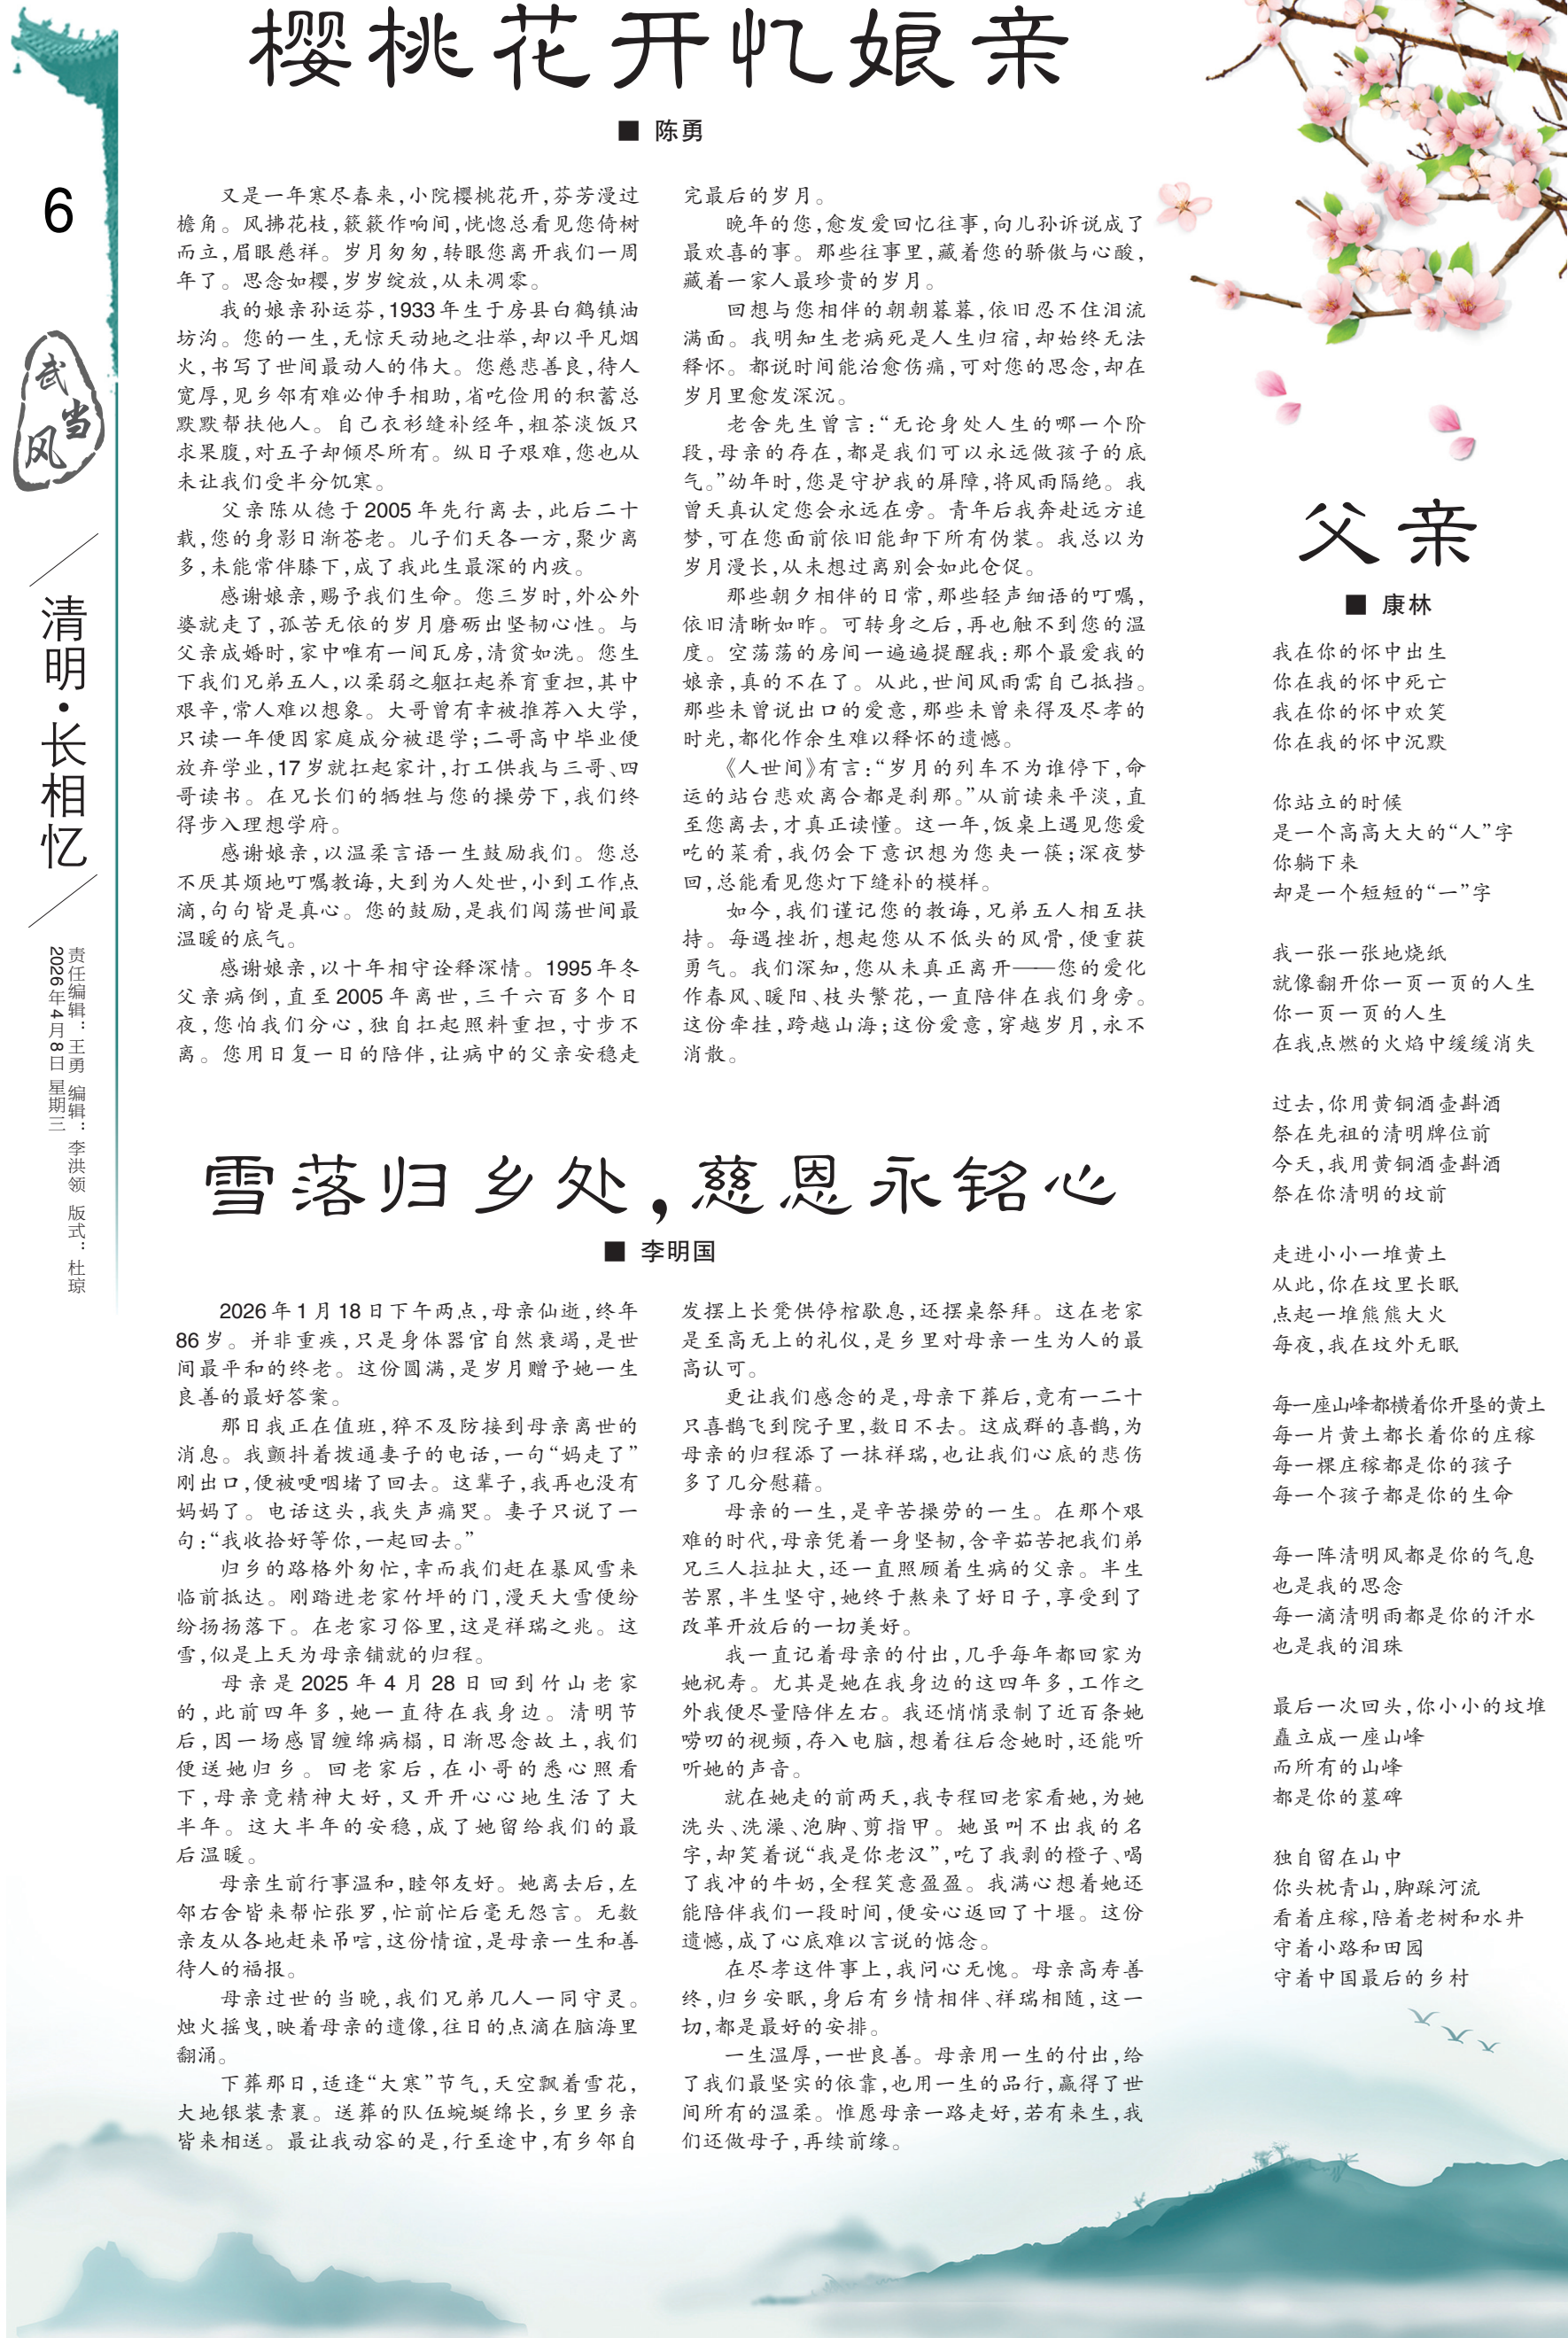 6
武当风
清明·长相忆
责任编辑：王勇 编辑：李洪领 版式：杜琼
2026年4月8日 星期三
樱桃花开忆娘亲
■ 陈勇
又是一年寒尽春来，小院樱桃花开，芬芳漫过
檐角。风拂花枝，簌簌作响间，恍惚总看见您倚树
而立，眉眼慈祥。岁月匆匆，转眼您离开我们一周
年了。思念如樱，岁岁绽放，从未凋零。
我的娘亲孙运芬，1933年生于房县白鹤镇油
坊沟。您的一生，无惊天动地之壮举，却以平凡烟
火，书写了世间最动人的伟大。您慈悲善良，待人
宽厚，见乡邻有难必伸手相助，省吃俭用的积蓄总
默默帮扶他人。自己衣衫缝补经年，粗茶淡饭只
求果腹，对五子却倾尽所有。纵日子艰难，您也从
未让我们受半分饥寒。
父亲陈从德于2005年先行离去，此后二十
载，您的身影日渐苍老。儿子们天各一方，聚少离
多，未能常伴膝下，成了我此生最深的内疚。
感谢娘亲，赐予我们生命。您三岁时，外公外
婆就走了，孤苦无依的岁月磨砺出坚韧心性。与
父亲成婚时，家中唯有一间瓦房，清贫如洗。您生
下我们兄弟五人，以柔弱之躯扛起养育重担，其中
艰辛，常人难以想象。大哥曾有幸被推荐入大学，
只读一年便因家庭成分被退学；二哥高中毕业便
放弃学业，17岁就扛起家计，打工供我与三哥、四
哥读书。在兄长们的牺牲与您的操劳下，我们终
得步入理想学府。
感谢娘亲，以温柔言语一生鼓励我们。您总
不厌其烦地叮嘱教诲，大到为人处世，小到工作点
滴，句句皆是真心。您的鼓励，是我们闯荡世间最
温暖的底气。
感谢娘亲，以十年相守诠释深情。1995年冬
父亲病倒，直至2005年离世，三千六百多个日
夜，您怕我们分心，独自扛起照料重担，寸步不
离。您用日复一日的陪伴，让病中的父亲安稳走
完最后的岁月。
晚年的您，愈发爱回忆往事，向儿孙诉说成了
最欢喜的事。那些往事里，藏着您的骄傲与心酸，
藏着一家人最珍贵的岁月。
回想与您相伴的朝朝暮暮，依旧忍不住泪流
满面。我明知生老病死是人生归宿，却始终无法
释怀。都说时间能治愈伤痛，可对您的思念，却在
岁月里愈发深沉。
老舍先生曾言：“无论身处人生的哪一个阶
段，母亲的存在，都是我们可以永远做孩子的底
气。”幼年时，您是守护我的屏障，将风雨隔绝。我
曾天真认定您会永远在旁。青年后我奔赴远方追
梦，可在您面前依旧能卸下所有伪装。我总以为
岁月漫长，从未想过离别会如此仓促。
那些朝夕相伴的日常，那些轻声细语的叮嘱，
依旧清晰如昨。可转身之后，再也触不到您的温
度。空荡荡的房间一遍遍提醒我：那个最爱我的
娘亲，真的不在了。从此，世间风雨需自己抵挡。
那些未曾说出口的爱意，那些未曾来得及尽孝的
时光，都化作余生难以释怀的遗憾。
《人世间》有言：“岁月的列车不为谁停下，命
运的站台悲欢离合都是刹那。”从前读来平淡，直
至您离去，才真正读懂。这一年，饭桌上遇见您爱
吃的菜肴，我仍会下意识想为您夹一筷；深夜梦
回，总能看见您灯下缝补的模样。
如今，我们谨记您的教诲，兄弟五人相互扶
持。每遇挫折，想起您从不低头的风骨，便重获
勇气。我们深知，您从未真正离开——您的爱化
作春风、暖阳、枝头繁花，一直陪伴在我们身旁。
这份牵挂，跨越山海；这份爱意，穿越岁月，永不
消散。
雪落归乡处，慈恩永铭心
■ 李明国
2026年1月18日下午两点，母亲仙逝，终年
86岁。并非重疾，只是身体器官自然衰竭，是世
间最平和的终老。这份圆满，是岁月赠予她一生
良善的最好答案。
那日我正在值班，猝不及防接到母亲离世的
消息。我颤抖着拨通妻子的电话，一句“妈走了”
刚出口，便被哽咽堵了回去。这辈子，我再也没有
妈妈了。电话这头，我失声痛哭。妻子只说了一
句：“我收拾好等你，一起回去。”
归乡的路格外匆忙，幸而我们赶在暴风雪来
临前抵达。刚踏进老家竹坪的门，漫天大雪便纷
纷扬扬落下。在老家习俗里，这是祥瑞之兆。这
雪，似是上天为母亲铺就的归程。
母亲是2025年4月28日回到竹山老家
的，此前四年多，她一直待在我身边。清明节
后，因一场感冒缠绵病榻，日渐思念故土，我们
便送她归乡。回老家后，在小哥的悉心照看
下，母亲竟精神大好，又开开心心地生活了大
半年。这大半年的安稳，成了她留给我们的最
后温暖。
母亲生前行事温和，睦邻友好。她离去后，左
邻右舍皆来帮忙张罗，忙前忙后毫无怨言。无数
亲友从各地赶来吊唁，这份情谊，是母亲一生和善
待人的福报。
母亲过世的当晚，我们兄弟几人一同守灵。
烛火摇曳，映着母亲的遗像，往日的点滴在脑海里
翻涌。
下葬那日，适逢“大寒”节气，天空飘着雪花，
大地银装素裹。送葬的队伍蜿蜒绵长，乡里乡亲
皆来相送。最让我动容的是，行至途中，有乡邻自
发摆上长凳供停棺歇息，还摆桌祭拜。这在老家
是至高无上的礼仪，是乡里对母亲一生为人的最
高认可。
更让我们感念的是，母亲下葬后，竟有一二十
只喜鹊飞到院子里，数日不去。这成群的喜鹊，为
母亲的归程添了一抹祥瑞，也让我们心底的悲伤
多了几分慰藉。
母亲的一生，是辛苦操劳的一生。在那个艰
难的时代，母亲凭着一身坚韧，含辛茹苦把我们弟
兄三人拉扯大，还一直照顾着生病的父亲。半生
苦累，半生坚守，她终于熬来了好日子，享受到了
改革开放后的一切美好。
我一直记着母亲的付出，几乎每年都回家为
她祝寿。尤其是她在我身边的这四年多，工作之
外我便尽量陪伴左右。我还悄悄录制了近百条她
唠叨的视频，存入电脑，想着往后念她时，还能听
听她的声音。
就在她走的前两天，我专程回老家看她，为她
洗头、洗澡、泡脚、剪指甲。她虽叫不出我的名
字，却笑着说“我是你老汉”，吃了我剥的橙子、喝
了我冲的牛奶，全程笑意盈盈。我满心想着她还
能陪伴我们一段时间，便安心返回了十堰。这份
遗憾，成了心底难以言说的惦念。
在尽孝这件事上，我问心无愧。母亲高寿善
终，归乡安眠，身后有乡情相伴、祥瑞相随，这一
切，都是最好的安排。
一生温厚，一世良善。母亲用一生的付出，给
了我们最坚实的依靠，也用一生的品行，赢得了世
间所有的温柔。惟愿母亲一路走好，若有来生，我
们还做母子，再续前缘。
父亲
■ 康林
我在你的怀中出生
你在我的怀中死亡
我在你的怀中欢笑
你在我的怀中沉默
你站立的时候
是一个高高大大的“人”字
你躺下来
却是一个短短的“一”字
我一张一张地烧纸
就像翻开你一页一页的人生
你一页一页的人生
在我点燃的火焰中缓缓消失
过去，你用黄铜酒壶斟酒
祭在先祖的清明牌位前
今天，我用黄铜酒壶斟酒
祭在你清明的坟前
走进小小一堆黄土
从此，你在坟里长眠
点起一堆熊熊大火
每夜，我在坟外无眠
每一座山峰都横着你开垦的黄土
每一片黄土都长着你的庄稼
每一棵庄稼都是你的孩子
每一个孩子都是你的生命
每一阵清明风都是你的气息
也是我的思念
每一滴清明雨都是你的汗水
也是我的泪珠
最后一次回头，你小小的坟堆
矗立成一座山峰
而所有的山峰
都是你的墓碑
独自留在山中
你头枕青山，脚踩河流
看着庄稼，陪着老树和水井
守着小路和田园
守着中国最后的乡村